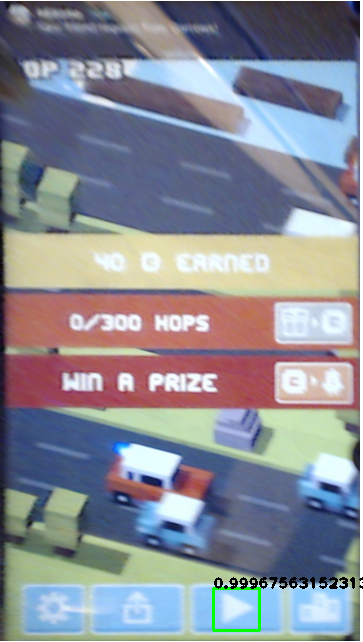 OP 228
40 C EARNED
0/300 HOPS
C
WIN A PRIZE
C
0.99967563152313